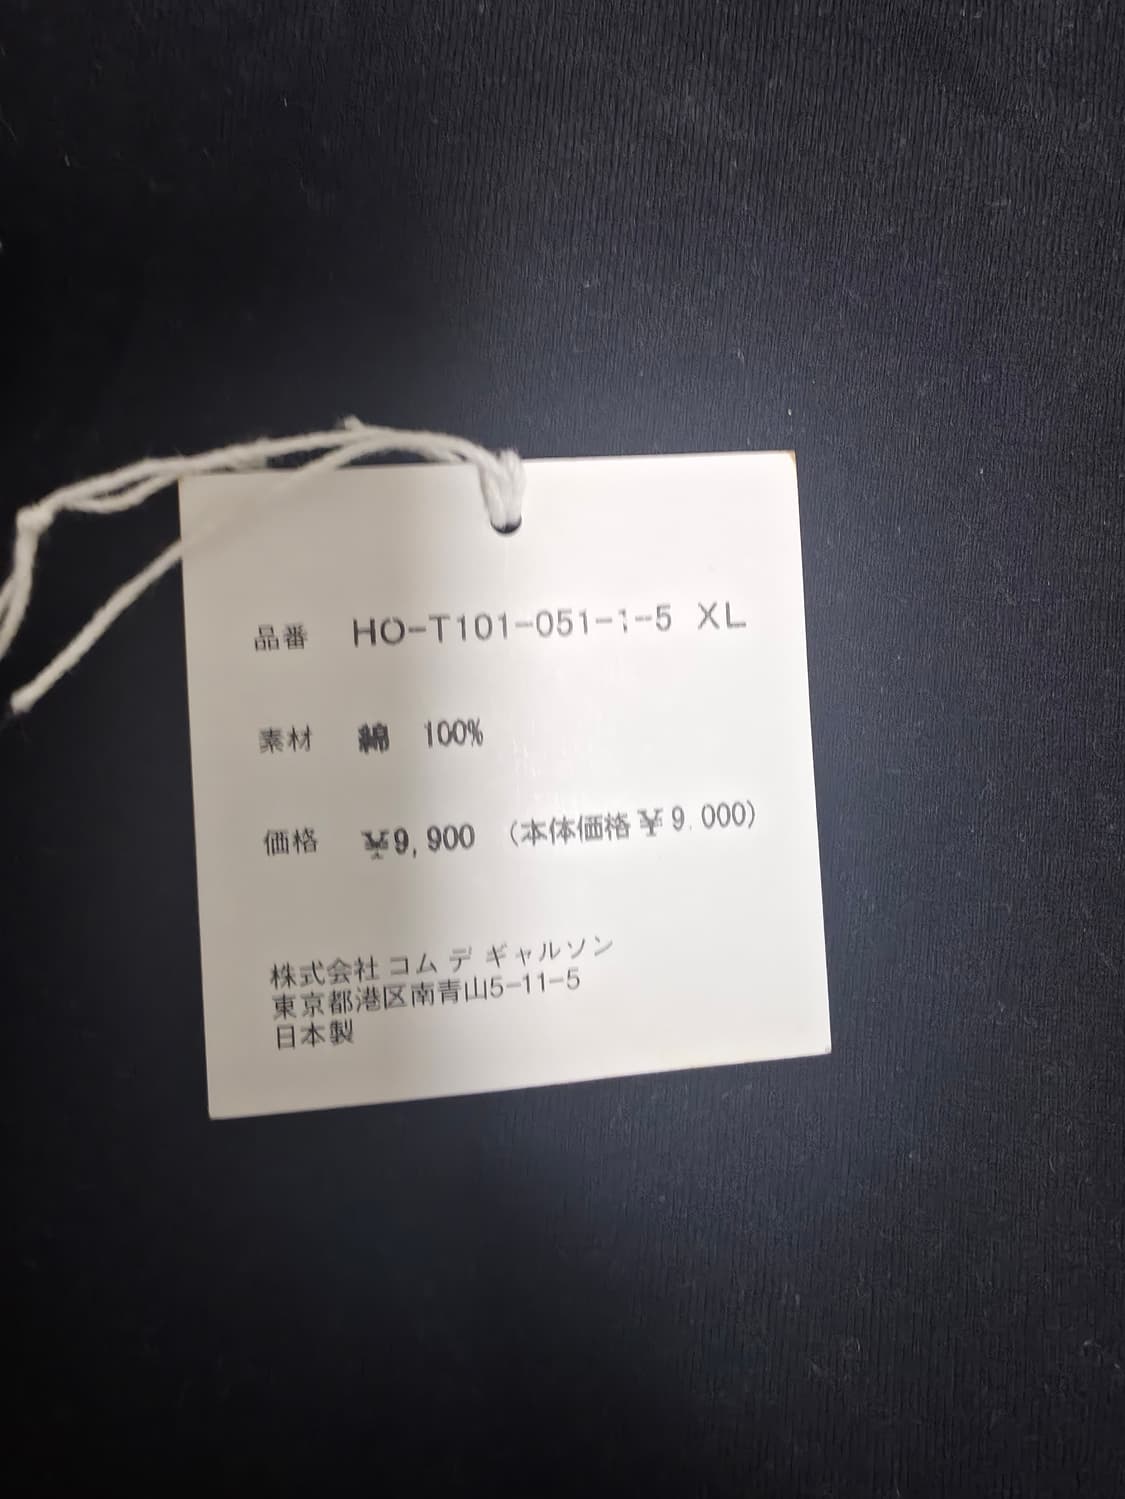 品番 HO-T101-051-1-5 XL
素材 綿 100%
価格 ¥9,900 (本体価格¥9.000)
株式会社 コム デ ギャルソン
東京都港区南青山5-11-5
日本製